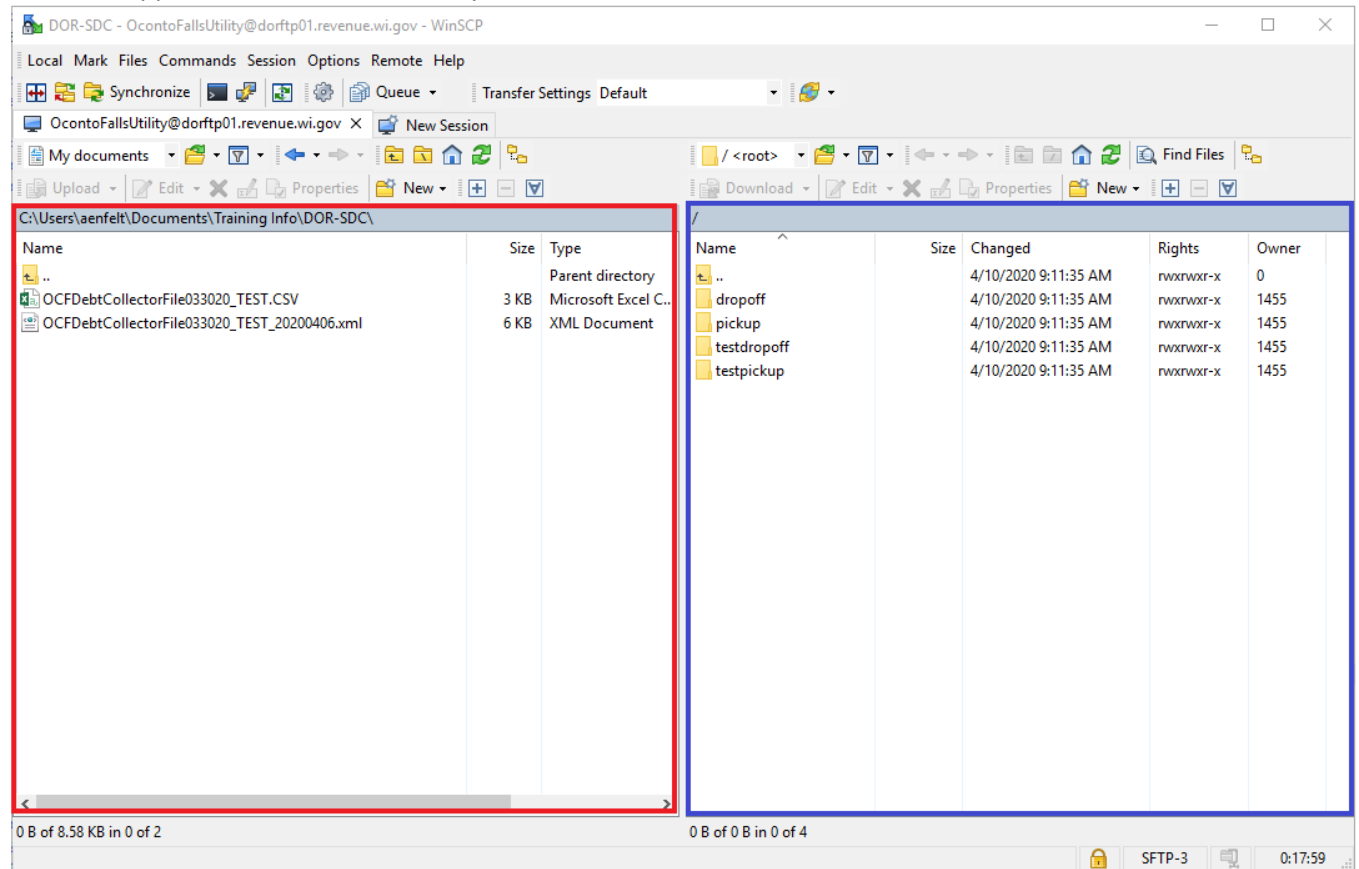 DOR-SDC - OcontoFallsUtility@dorftp01.revenue.wi.gov - WinSCP
Local Mark Files Commands Session Options Remote Help
Synchronize Queue Transfer Settings Default
OcontoFallsUtility@dorftp01.revenue.wi.gov X New Session
My documents / <root> Find Files
Upload Edit Properties New Download Edit Properties New
C:\Users\aenfelt\Documents\Training Info\DOR-SDC\ /
Name Size Type Name Size Changed Rights Owner
.. Parent directory .. 4/10/2020 9:11:35 AM rwxrwxr-x 0
OCFDebtCollectorFile033020_TEST.CSV 3 KB Microsoft Excel C... dropoff 4/10/2020 9:11:35 AM rwxrwxr-x 1455
OCFDebtCollectorFile033020_TEST_20200406.xml 6 KB XML Document pickup 4/10/2020 9:11:35 AM rwxrwxr-x 1455
testdropoff 4/10/2020 9:11:35 AM rwxrwxr-x 1455
testpickup 4/10/2020 9:11:35 AM rwxrwxr-x 1455
0 B of 8.58 KB in 0 of 2 0 B of 0 B in 0 of 4
SFTP-3 0:17:59